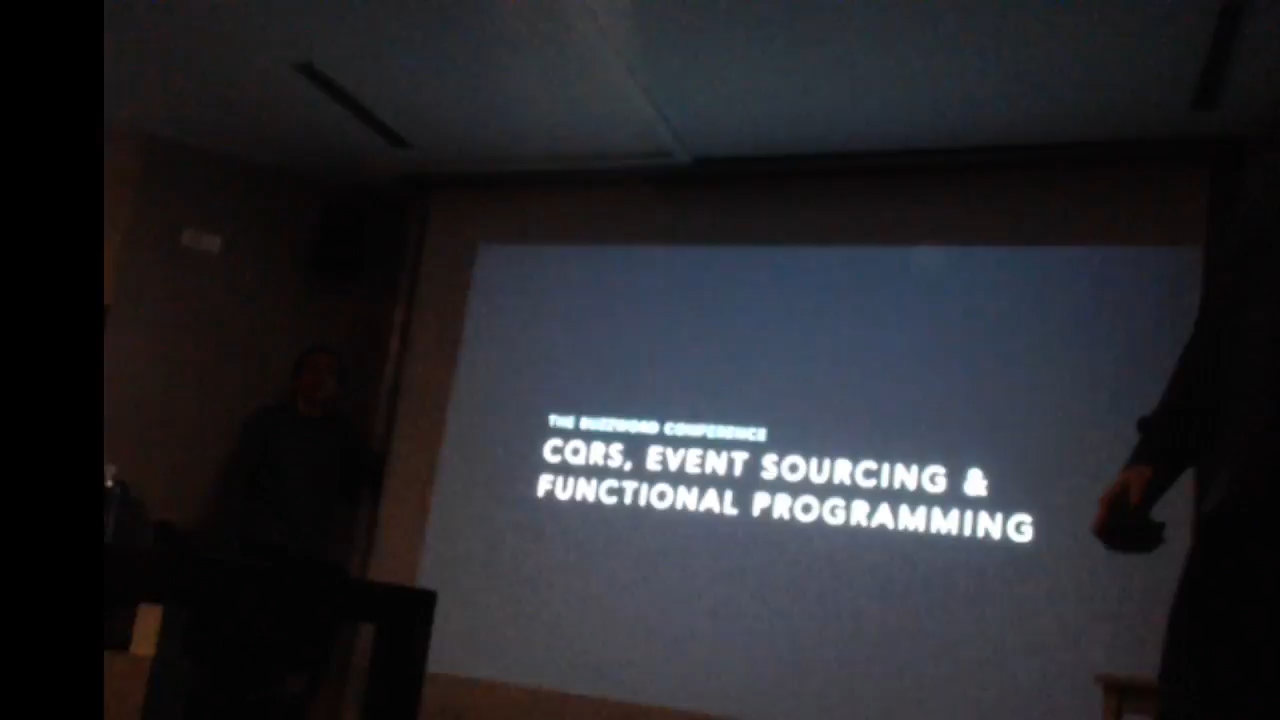 THE BUZZWORD CONFERENCE
CQRS, EVENT SOURCING &
FUNCTIONAL PROGRAMMING